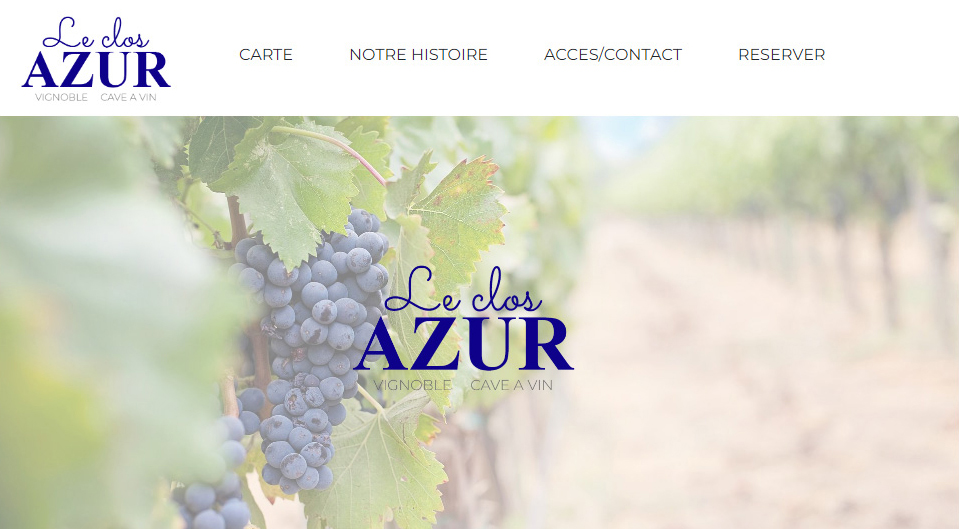 Le clos
AZUR
VIGNOBLE CAVE A VIN
CARTE NOTRE HISTOIRE ACCES/CONTACT RESERVER
Le clos
AZUR
VIGNOBLE CAVE A VIN